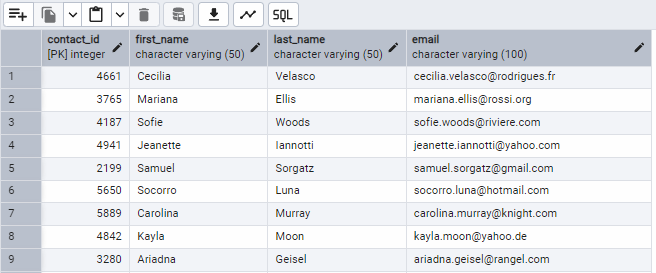 SQL
contact_id first_name last_name email
[PK] integer character varying (50) character varying (50) character varying (100)
1 4661 Cecilia Velasco cecilia.velasco@rodrigues.fr
2 3765 Mariana Ellis mariana.ellis@rossi.org
3 4187 Sofie Woods sofie.woods@riviere.com
4 4941 Jeanette Iannotti jeanette.iannotti@yahoo.com
5 2199 Samuel Sorgatz samuel.sorgatz@gmail.com
6 5650 Socorro Luna socorro.luna@hotmail.com
7 5889 Carolina Murray carolina.murray@knight.com
8 4842 Kayla Moon kayla.moon@yahoo.de
9 3280 Ariadna Geisel ariadna.geisel@rangel.com